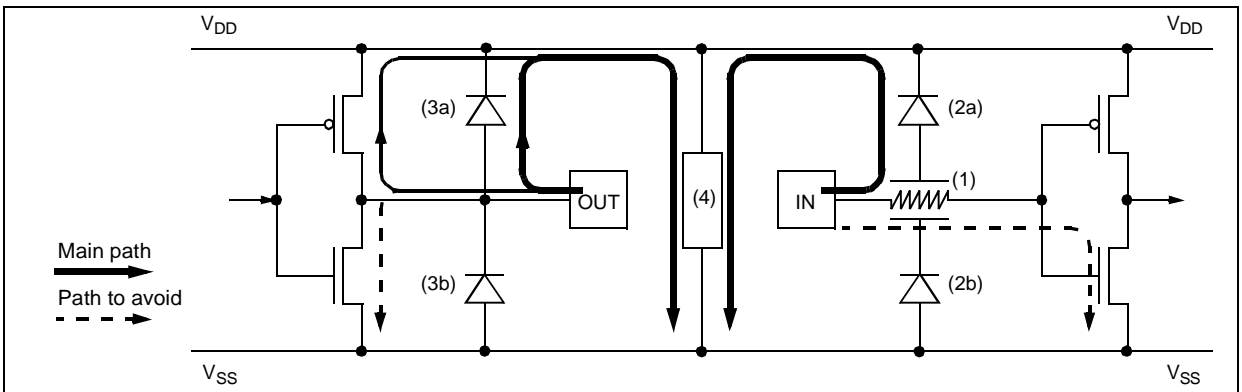 VDD VDD
(3a) (2a)
(1)
OUT (4) IN
Main path
(3b) (2b)
Path to avoid
VSS VSS